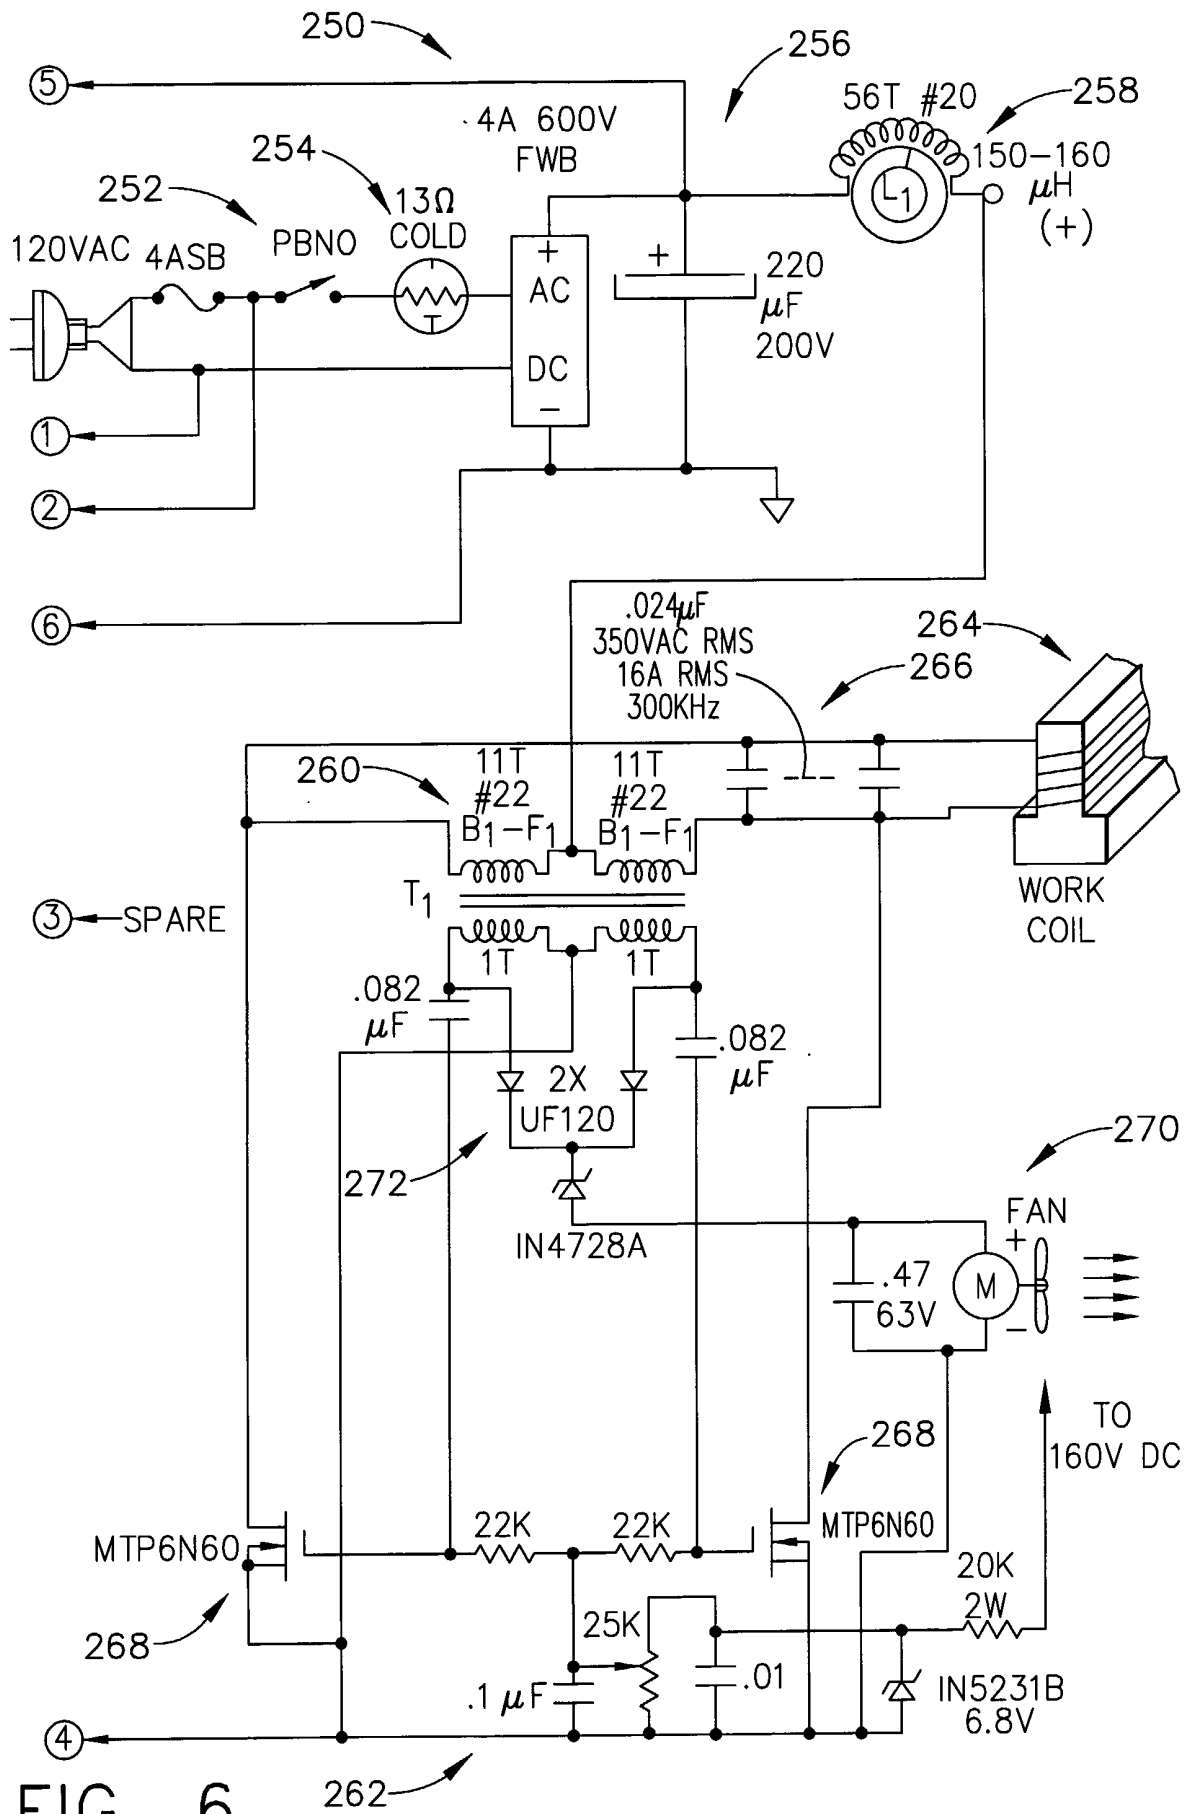 250
256
5
56T #20
258
4A 600V
FWB
254
150-160
μH
(+)
252
13Ω
COLD
L1
120VAC
4ASB
PBNO
T
+
AC
DC
−
+
220
μF
200V
1
2
6
.024μF
350VAC RMS
16A RMS
300KHz
264
266
260
11T
#22
B1-F1
11T
#22
B1-F1
T1
WORK
COIL
3
SPARE
1T
1T
.082
μF
.082
μF
2X
UF120
272
270
FAN
IN4728A
+
M
−
.47
63V
TO
160V DC
268
MTP6N60
22K
22K
MTP6N60
20K
2W
268
25K
.1 μF
.01
IN5231B
6.8V
4
262
FIG. 6